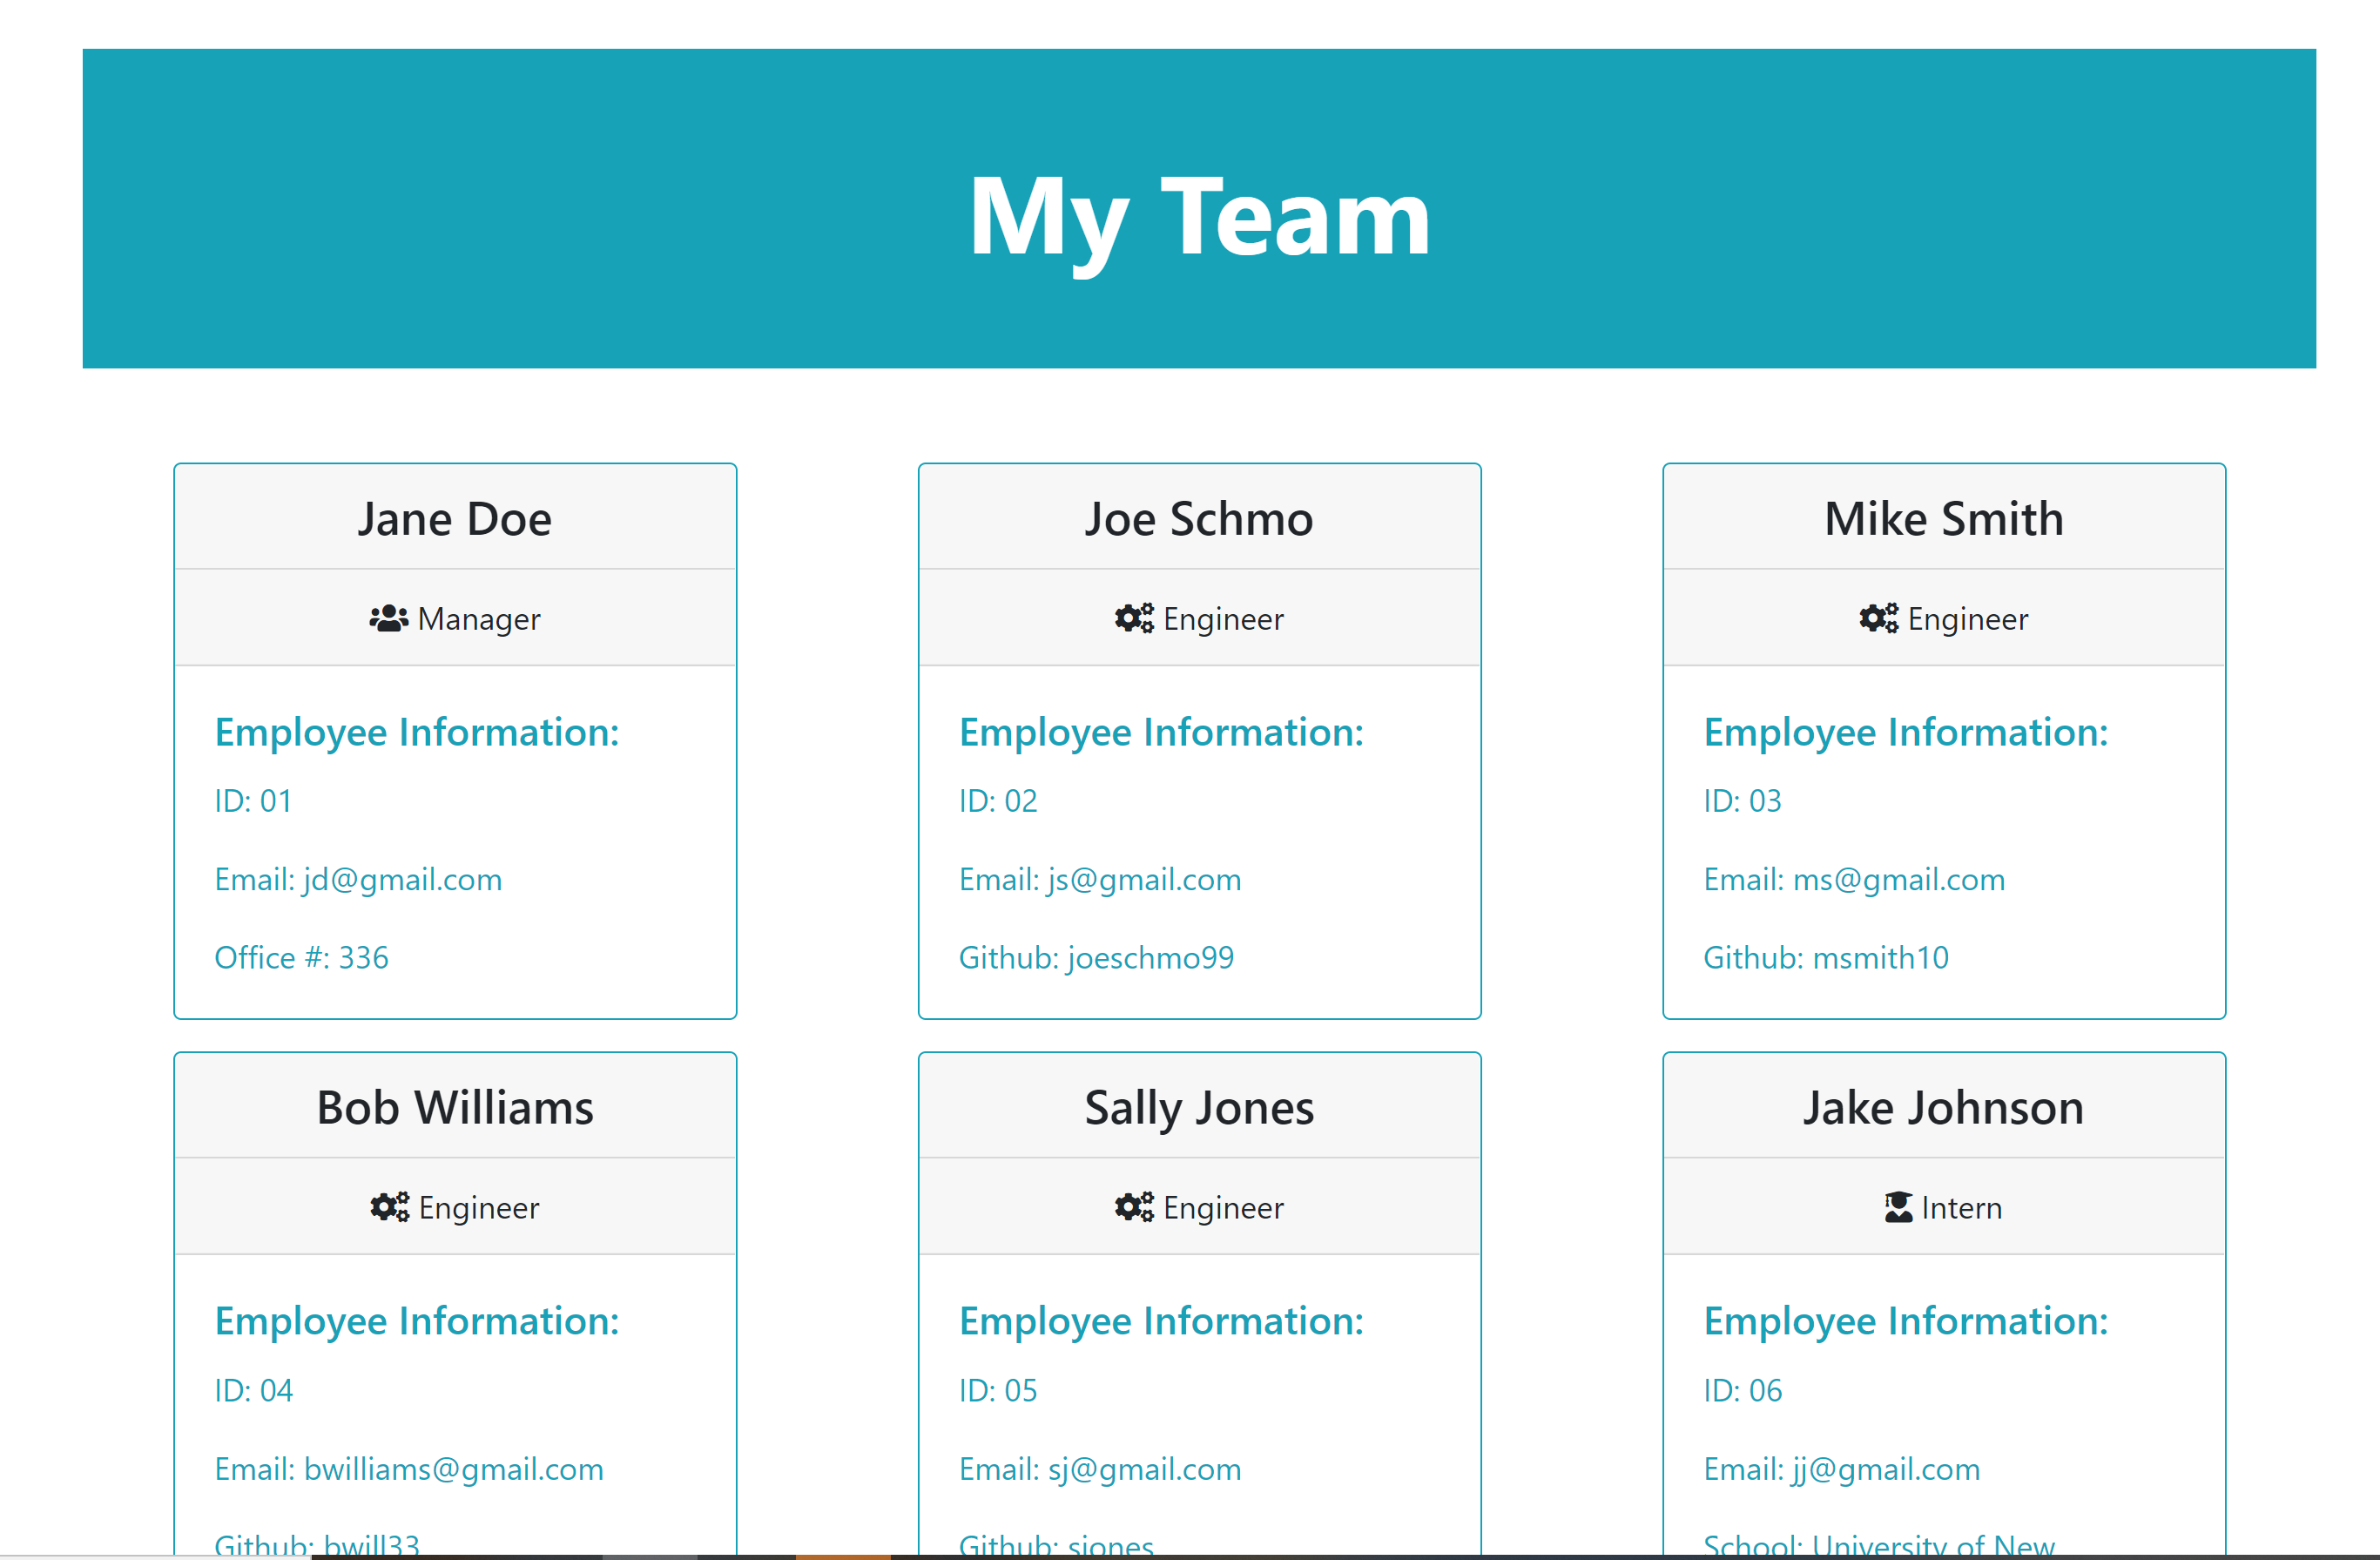 My Team
Jane Doe
Manager
Employee Information:
ID: 01
Email: jd@gmail.com
Office #: 336
Joe Schmo
Engineer
Employee Information:
ID: 02
Email: js@gmail.com
Github: joeschmo99
Mike Smith
Engineer
Employee Information:
ID: 03
Email: ms@gmail.com
Github: msmith10
Bob Williams
Engineer
Employee Information:
ID: 04
Email: bwilliams@gmail.com
Github: bwill33
Sally Jones
Engineer
Employee Information:
ID: 05
Email: sj@gmail.com
Github:
Jake Johnson
Intern
Employee Information:
ID: 06
Email: jj@gmail.com
School: University of New